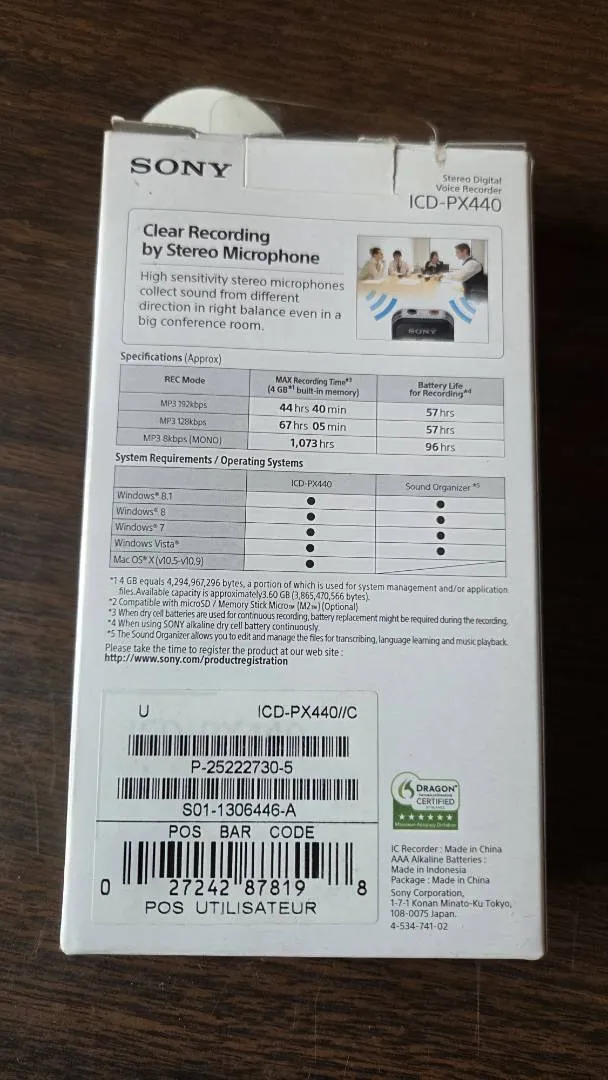 SONY
Stereo Digital
Voice Recorder
ICD-PX440
Clear Recording
by Stereo Microphone
High sensitivity stereo microphones
collect sound from different
direction in right balance even in a
big conference room.
SONY
Specifications (Approx)
REC Mode MAX Recording Time*3 (4 GB*1 built-in memory) Battery Life for Recording*4
MP3 192kbps 44 hrs 40 min 57 hrs
MP3 128kbps 67 hrs 05 min 57 hrs
MP3 8kbps (MONO) 1,073 hrs 96 hrs
System Requirements / Operating Systems
ICD-PX440 Sound Organizer*5
Windows® 8.1 ● ●
Windows® 8 ● ●
Windows® 7 ● ●
Windows Vista® ● ●
Mac OS® X (v10.5-v10.9) ●
*1 4 GB equals 4,294,967,296 bytes, a portion of which is used for system management and/or application
files. Available capacity is approximately3.60 GB (3,865,470,566 bytes).
*2 Compatible with microSD / Memory Stick Micro™ (M2™) (Optional)
*3 When dry cell batteries are used for continuous recording, battery replacement might be required during the recording.
*4 When using SONY alkaline dry cell battery continuously.
*5 The Sound Organizer allows you to edit and manage the files for transcribing, language learning and music playback.
Please take the time to register the product at our web site :
http://www.sony.com/productregistration
U ICD-PX440//C
P-25222730-5
S01-1306446-A
POS BAR CODE
0 27242 87819 8
POS UTILISATEUR
DRAGON
CERTIFIED
IC Recorder : Made in China
AAA Alkaline Batteries :
Made in Indonesia
Package : Made in China
Sony Corporation,
1-7-1 Konan Minato-Ku Tokyo,
108-0075 Japan.
4-534-741-02